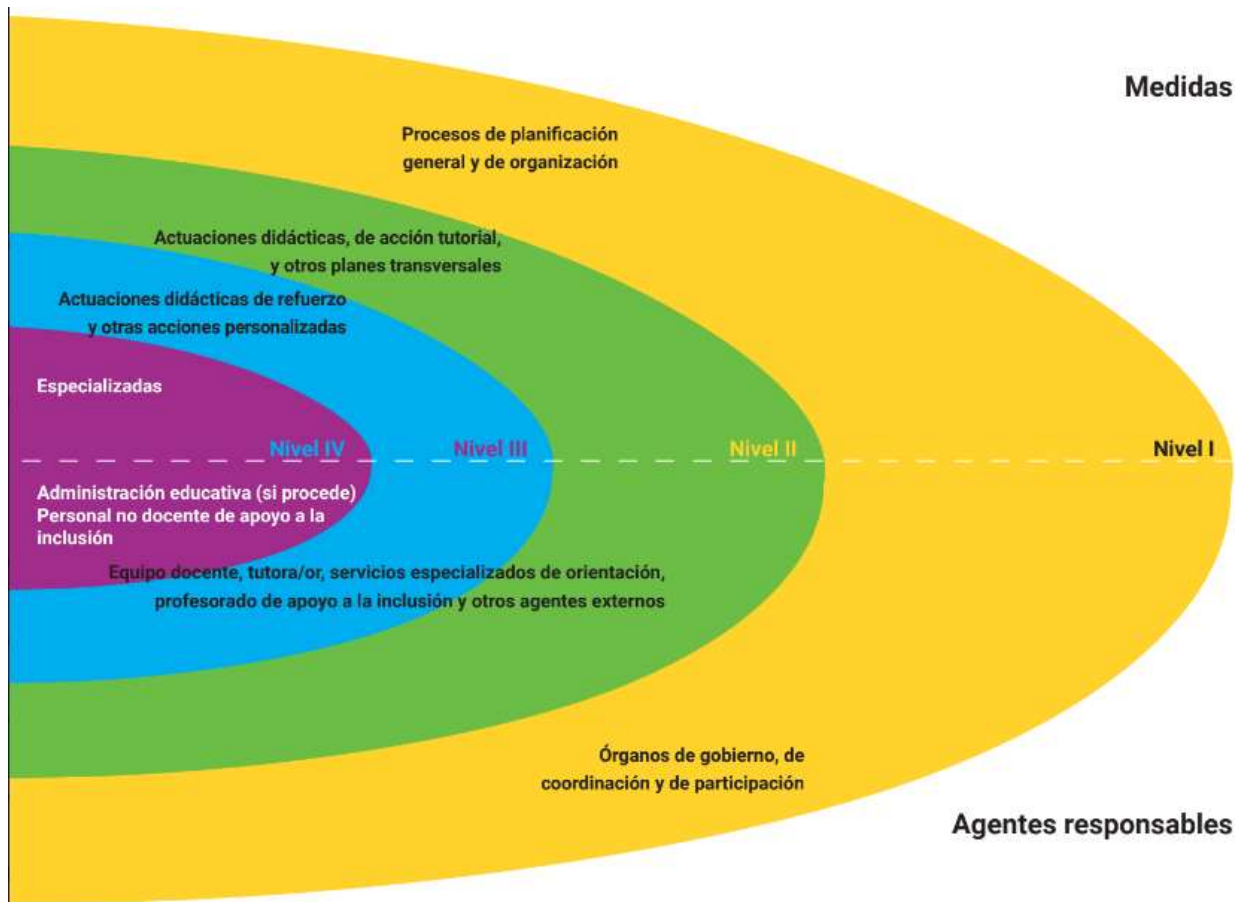 Medidas
Procesos de planificación
general y de organización
Actuaciones didácticas, de acción tutorial,
y otros planes transversales
Actuaciones didácticas de refuerzo
y otras acciones personalizadas
Especializadas
Nivel IV
Nivel III
Nivel II
Nivel I
Administración educativa (si procede)
Personal no docente de apoyo a la
inclusión
Equipo docente, tutora/or, servicios especializados de orientación,
profesorado de apoyo a la inclusión y otros agentes externos
Órganos de gobierno, de
coordinación y de participación
Agentes responsables